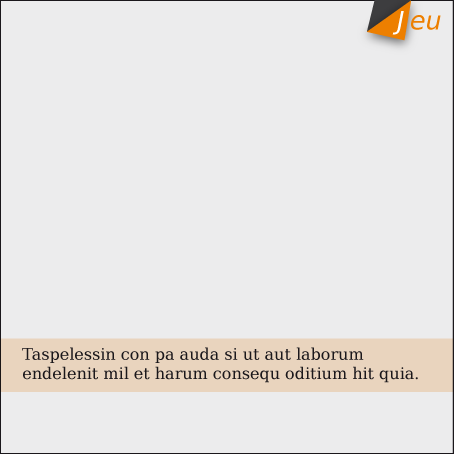 Jeu
Taspelessin con pa auda si ut aut laborum
endelenit mil et harum consequ oditium hit quia.